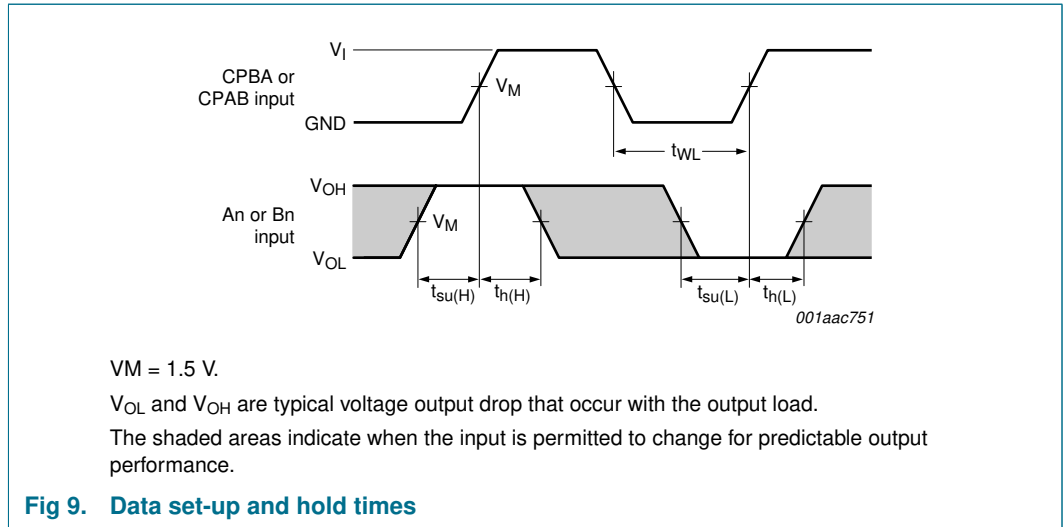 VI
CPBA or
CPAB input
VM
GND
tWL
VOH
An or Bn
input
VM
VOL
tsu(H)
th(H)
tsu(L)
th(L)
001aac751
VM = 1.5 V.
VOL and VOH are typical voltage output drop that occur with the output load.
The shaded areas indicate when the input is permitted to change for predictable output
performance.
Fig 9. Data set-up and hold times